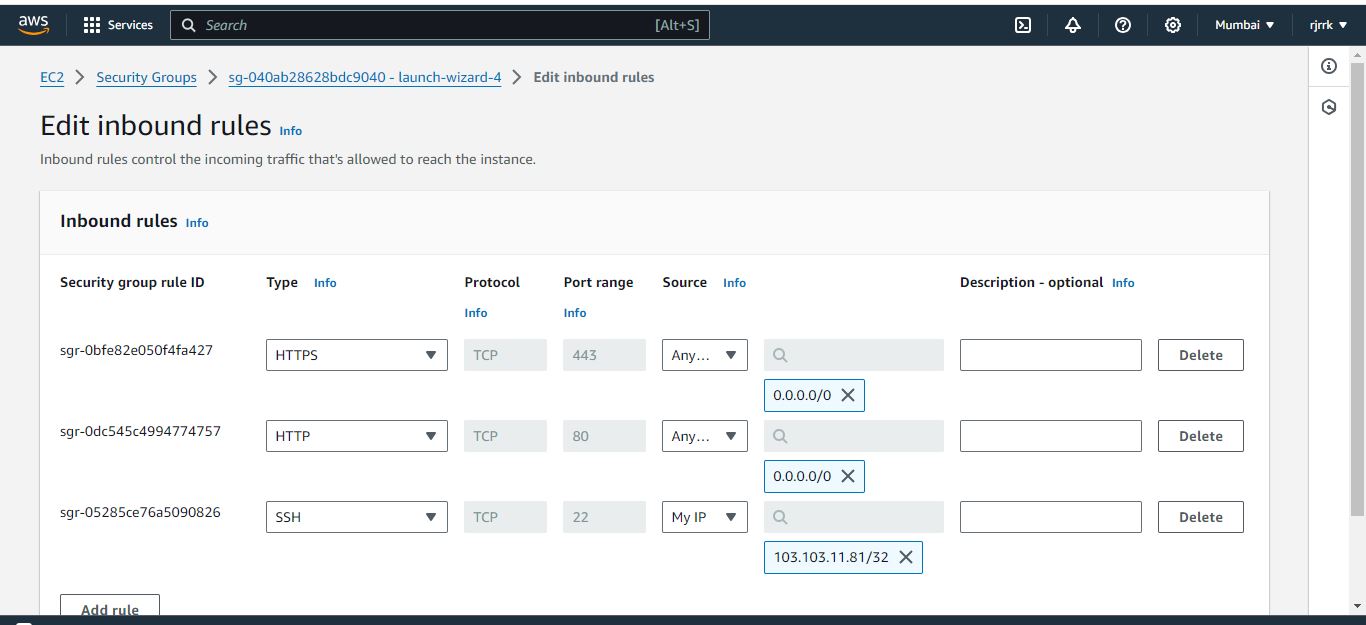 aws Services Search [Alt+S] Mumbai rjrrk
EC2 Security Groups sg-040ab28628bdc9040 - launch-wizard-4 Edit inbound rules
Edit inbound rules Info
Inbound rules control the incoming traffic that's allowed to reach the instance.
Inbound rules Info
Security group rule ID Type Info Protocol Port range Source Info Description - optional Info
Info Info
sgr-0bfe82e050f4fa427 HTTPS TCP 443 Any... Delete
0.0.0.0/0
sgr-0dc545c4994774757 HTTP TCP 80 Any... Delete
0.0.0.0/0
sgr-05285ce76a5090826 SSH TCP 22 My IP Delete
103.103.11.81/32
Add rule